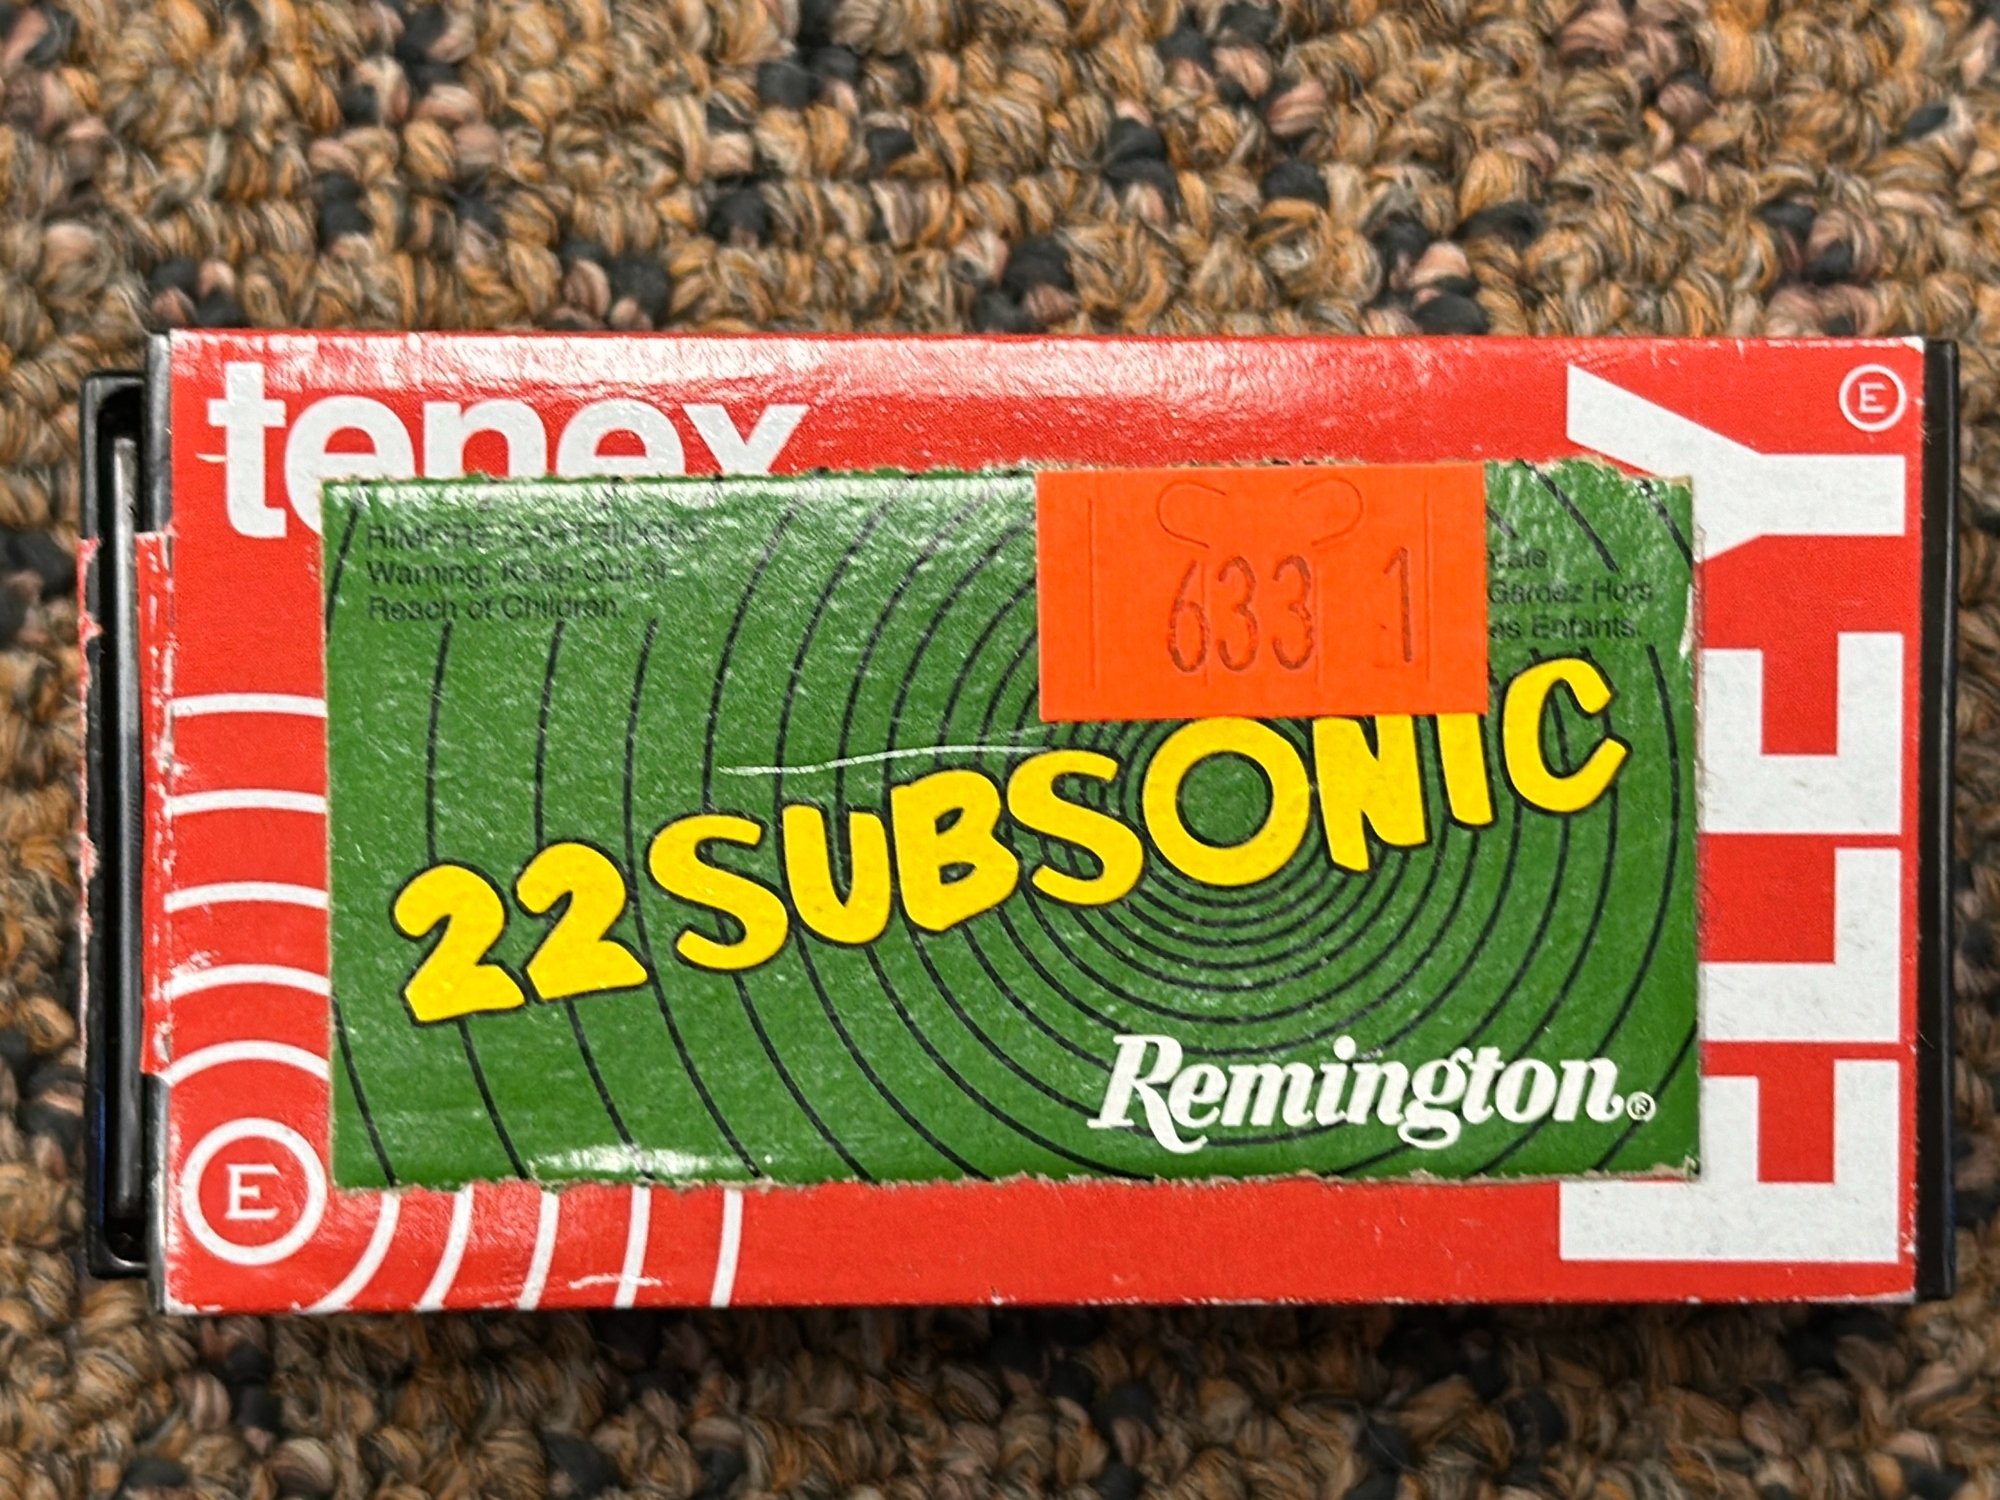 tenex
E
ELEY
RIMFIRE CARTRIDGES
Warning: Keep Out of
Reach of Children.
633 1
Gardez Hors
Enfants.
22 SUBSONIC
Remington®
E